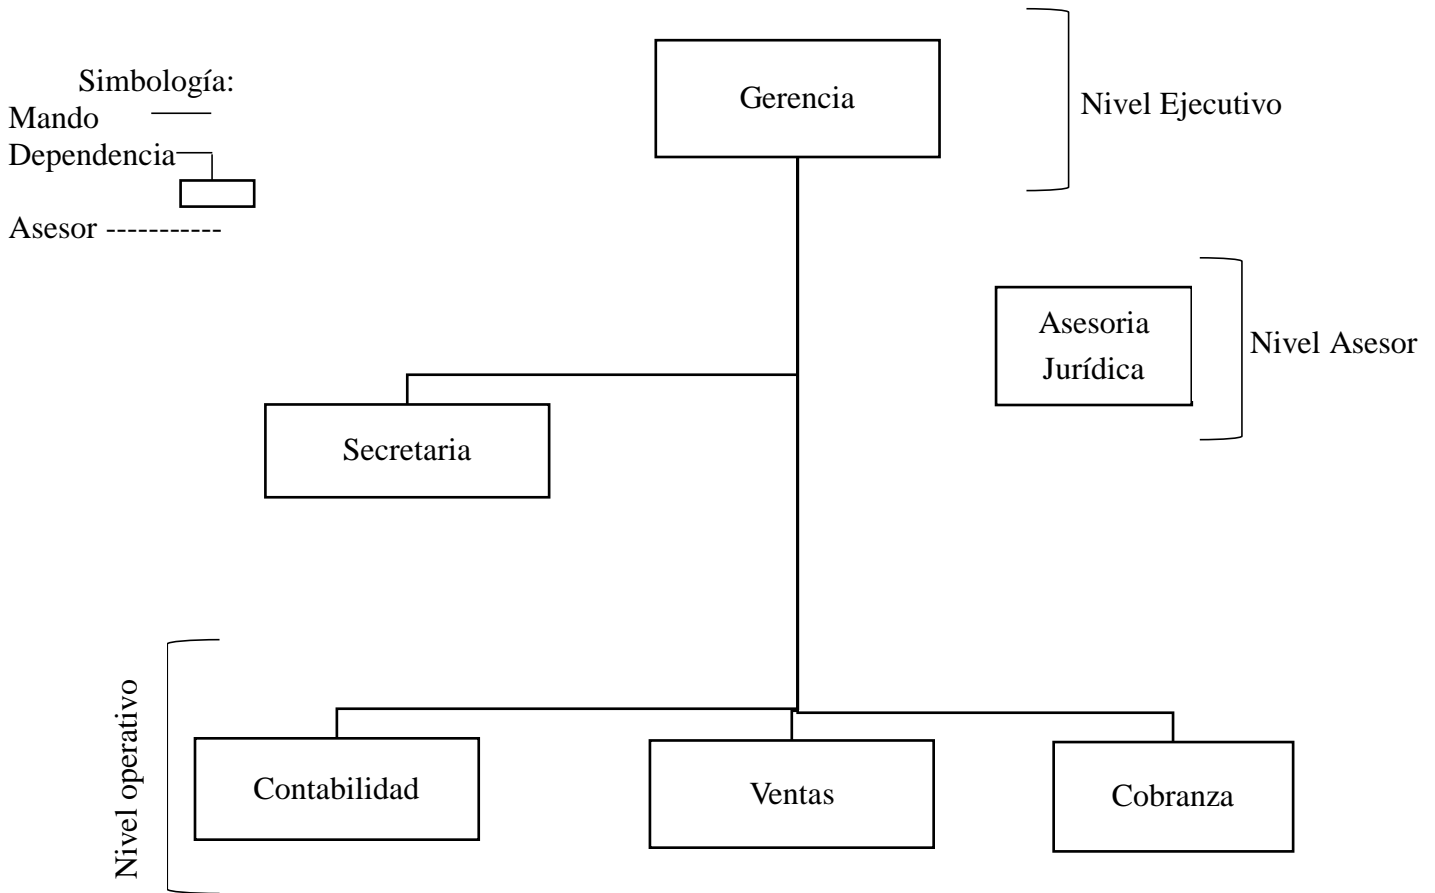 Simbología:
Mando
Dependencia
Asesor -----------
Gerencia
Nivel Ejecutivo
Asesoria
Jurídica
Nivel Asesor
Secretaria
Nivel operativo
Contabilidad
Ventas
Cobranza